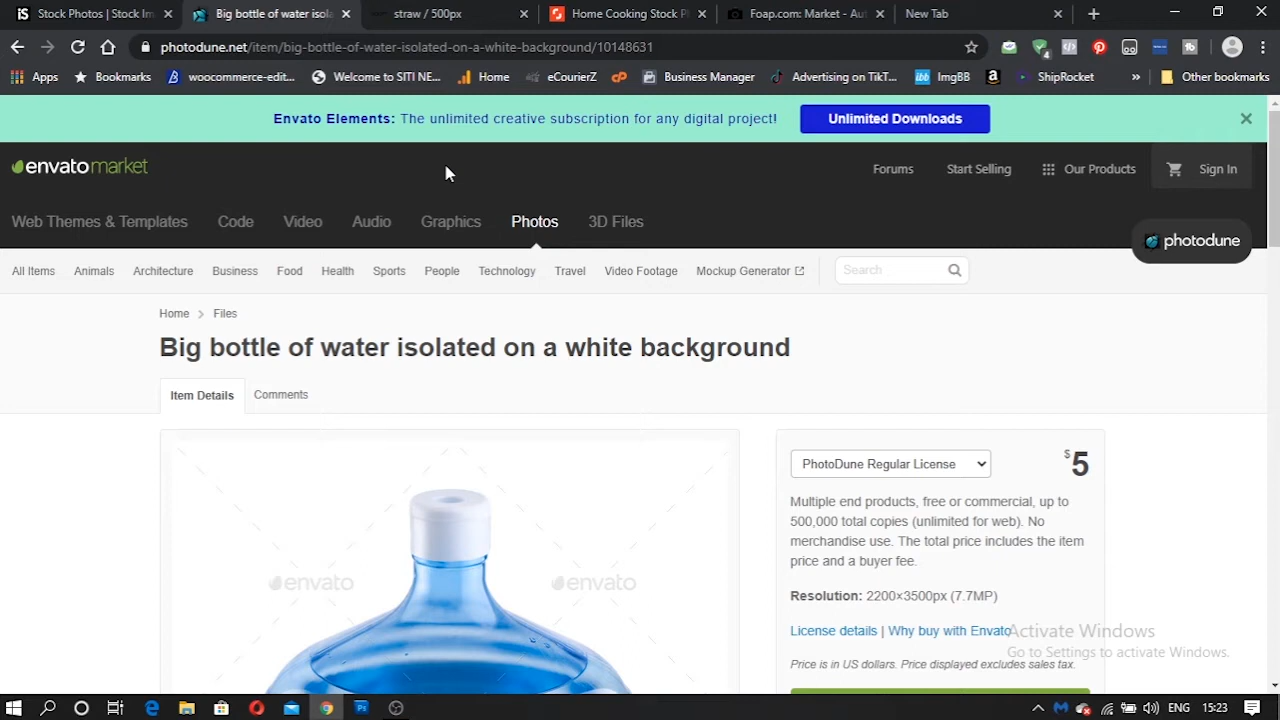 Stock Photos | Stock Im
Big bottle of water isola
straw / 500px
Home Cooking Stock Pl
Foap.com: Market - Aut
New Tab
photodune.net/item/big-bottle-of-water-isolated-on-a-white-background/10148631
Apps
Bookmarks
woocommerce-edit...
Welcome to SITI NE...
Home
eCourierZ
Business Manager
Advertising on TikT...
ImgBB
ShipRocket
»
Other bookmarks
Envato Elements: The unlimited creative subscription for any digital project!
Unlimited Downloads
envatomarket
Forums
Start Selling
Our Products
Sign In
Web Themes & Templates
Code
Video
Audio
Graphics
Photos
3D Files
photodune
All Items
Animals
Architecture
Business
Food
Health
Sports
People
Technology
Travel
Video Footage
Mockup Generator
Search
Home > Files
Big bottle of water isolated on a white background
Item Details
Comments
envato
envato
PhotoDune Regular License
$5
Multiple end products, free or commercial, up to
500,000 total copies (unlimited for web). No
merchandise use. The total price includes the item
price and a buyer fee.
Resolution: 2200×3500px (7.7MP)
License details | Why buy with Envato
Activate Windows
Go to Settings to activate Windows.
Price is in US dollars. Price displayed excludes sales tax.
ENG
15:23